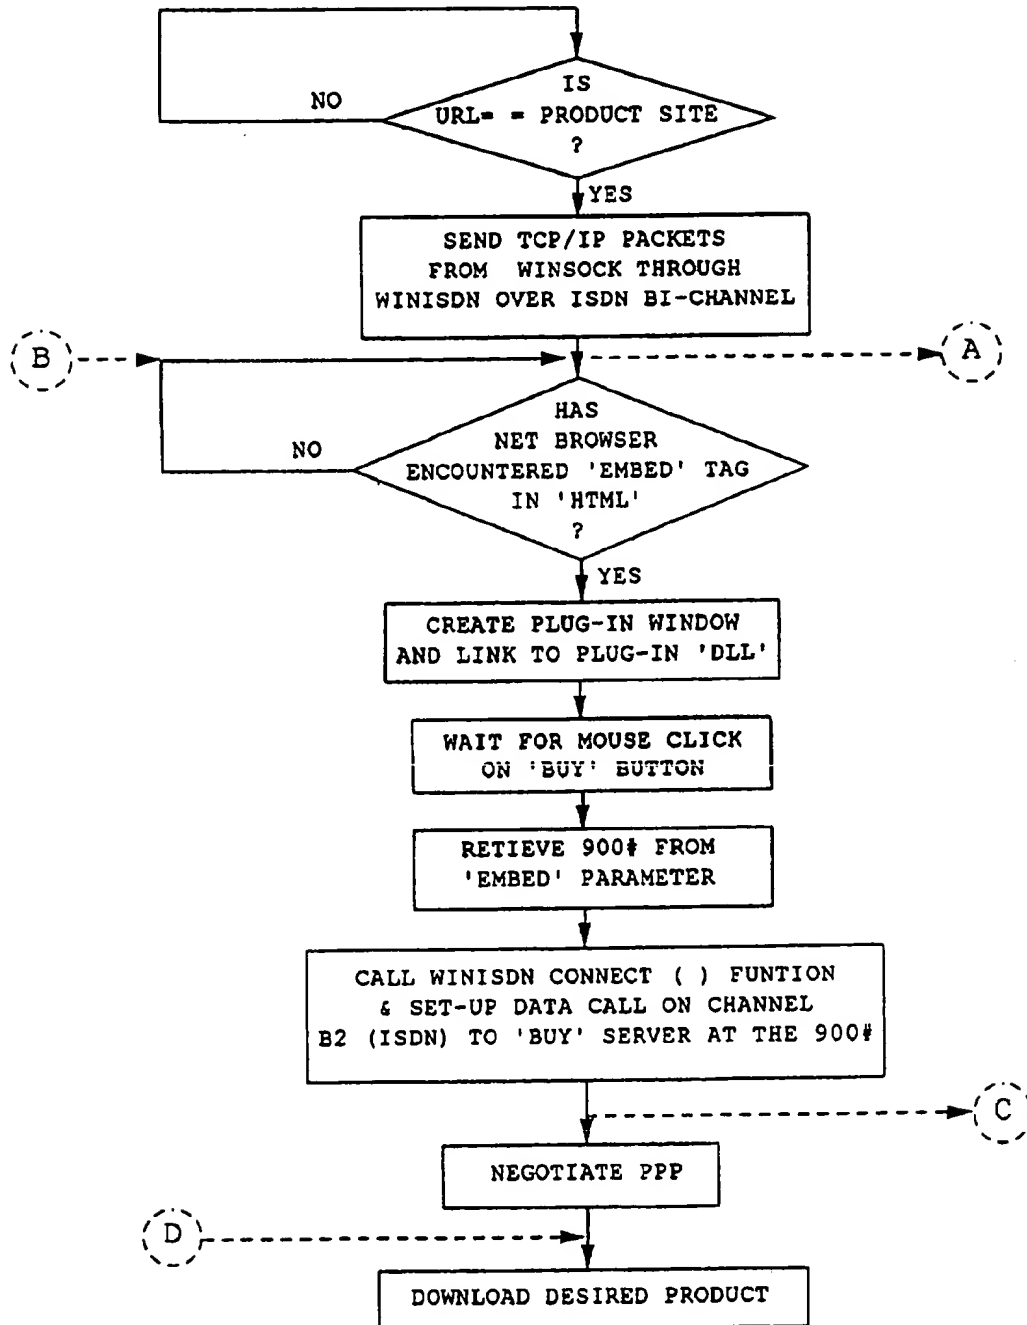 IS
URL= = PRODUCT SITE
?
NO
YES
SEND TCP/IP PACKETS
FROM WINSOCK THROUGH
WINISDN OVER ISDN BI-CHANNEL
B
A
HAS
NET BROWSER
ENCOUNTERED 'EMBED' TAG
IN 'HTML'
?
NO
YES
CREATE PLUG-IN WINDOW
AND LINK TO PLUG-IN 'DLL'
WAIT FOR MOUSE CLICK
ON 'BUY' BUTTON
RETIEVE 900# FROM
'EMBED' PARAMETER
CALL WINISDN CONNECT ( ) FUNTION
& SET-UP DATA CALL ON CHANNEL
B2 (ISDN) TO 'BUY' SERVER AT THE 900#
C
NEGOTIATE PPP
D
DOWNLOAD DESIRED PRODUCT